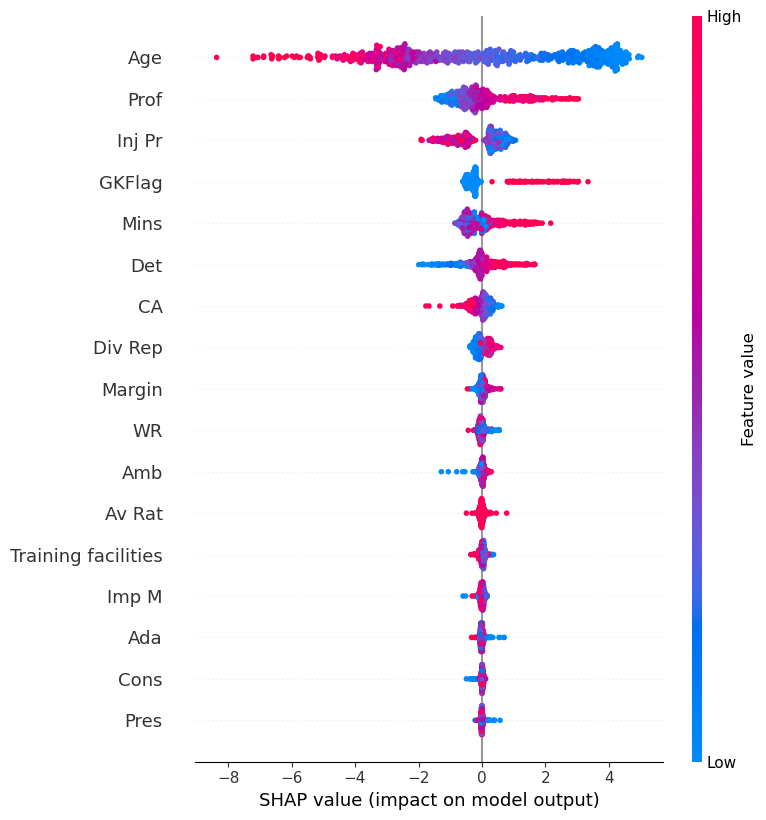 High
Age
Prof
Inj Pr
GKFlag
Mins
Det
CA
Div Rep
Margin
WR
Amb
Av Rat
Training facilities
Imp M
Ada
Cons
Pres
Feature value
Low
−8 −6 −4 −2 0 2 4
SHAP value (impact on model output)